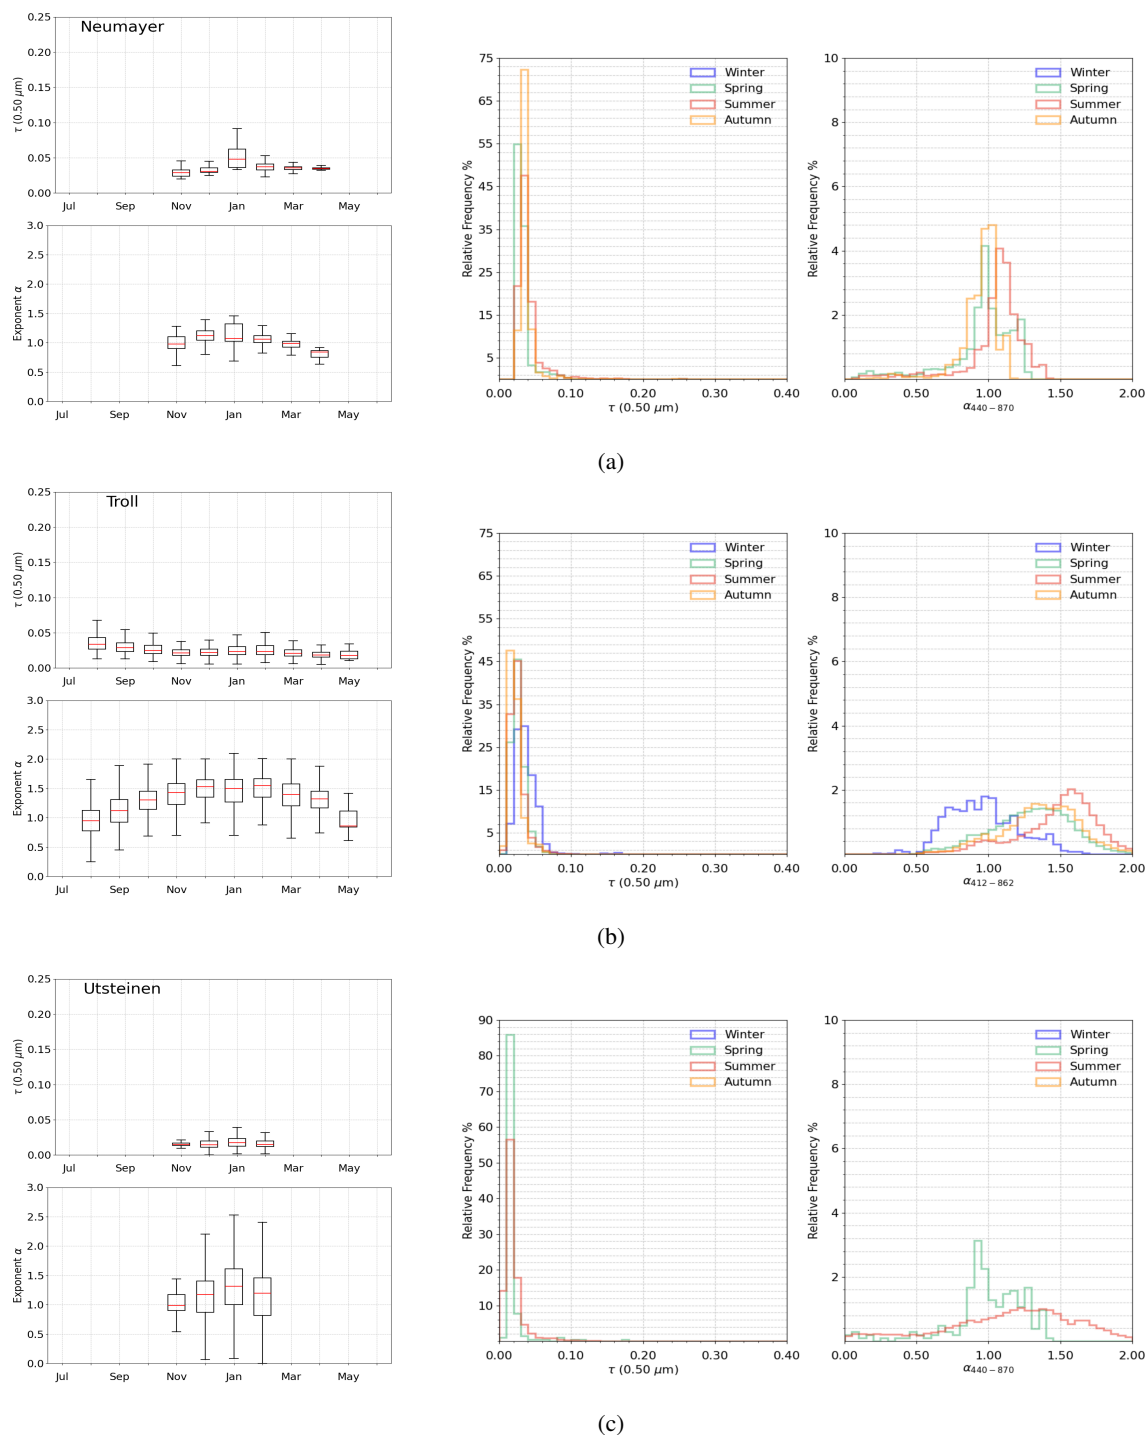 Neumayer
0.25
0.20
0.15
0.10
0.05
0.00
τ (0.50 μm)
Jul Sep Nov Jan Mar May
3.0
2.5
2.0
1.5
1.0
0.5
0.0
Exponent α
Jul Sep Nov Jan Mar May
75
65
55
45
35
25
15
5
Relative Frequency %
Winter
Spring
Summer
Autumn
0.00 0.10 0.20 0.30 0.40
τ (0.50 μm)
10
8
6
4
2
Relative Frequency %
Winter
Spring
Summer
Autumn
0.00 0.50 1.00 1.50 2.00
α440−870
(a)
Troll
0.25
0.20
0.15
0.10
0.05
0.00
τ (0.50 μm)
Jul Sep Nov Jan Mar May
3.0
2.5
2.0
1.5
1.0
0.5
0.0
Exponent α
Jul Sep Nov Jan Mar May
75
65
55
45
35
25
15
5
Relative Frequency %
Winter
Spring
Summer
Autumn
0.00 0.10 0.20 0.30 0.40
τ (0.50 μm)
10
8
6
4
2
Relative Frequency %
Winter
Spring
Summer
Autumn
0.00 0.50 1.00 1.50 2.00
α412−862
(b)
Utsteinen
0.25
0.20
0.15
0.10
0.05
0.00
τ (0.50 μm)
Jul Sep Nov Jan Mar May
3.0
2.5
2.0
1.5
1.0
0.5
0.0
Exponent α
Jul Sep Nov Jan Mar May
90
80
70
60
50
40
30
20
10
Relative Frequency %
Winter
Spring
Summer
Autumn
0.00 0.10 0.20 0.30 0.40
τ (0.50 μm)
10
8
6
4
2
Relative Frequency %
Winter
Spring
Summer
Autumn
0.00 0.50 1.00 1.50 2.00
α440−870
(c)